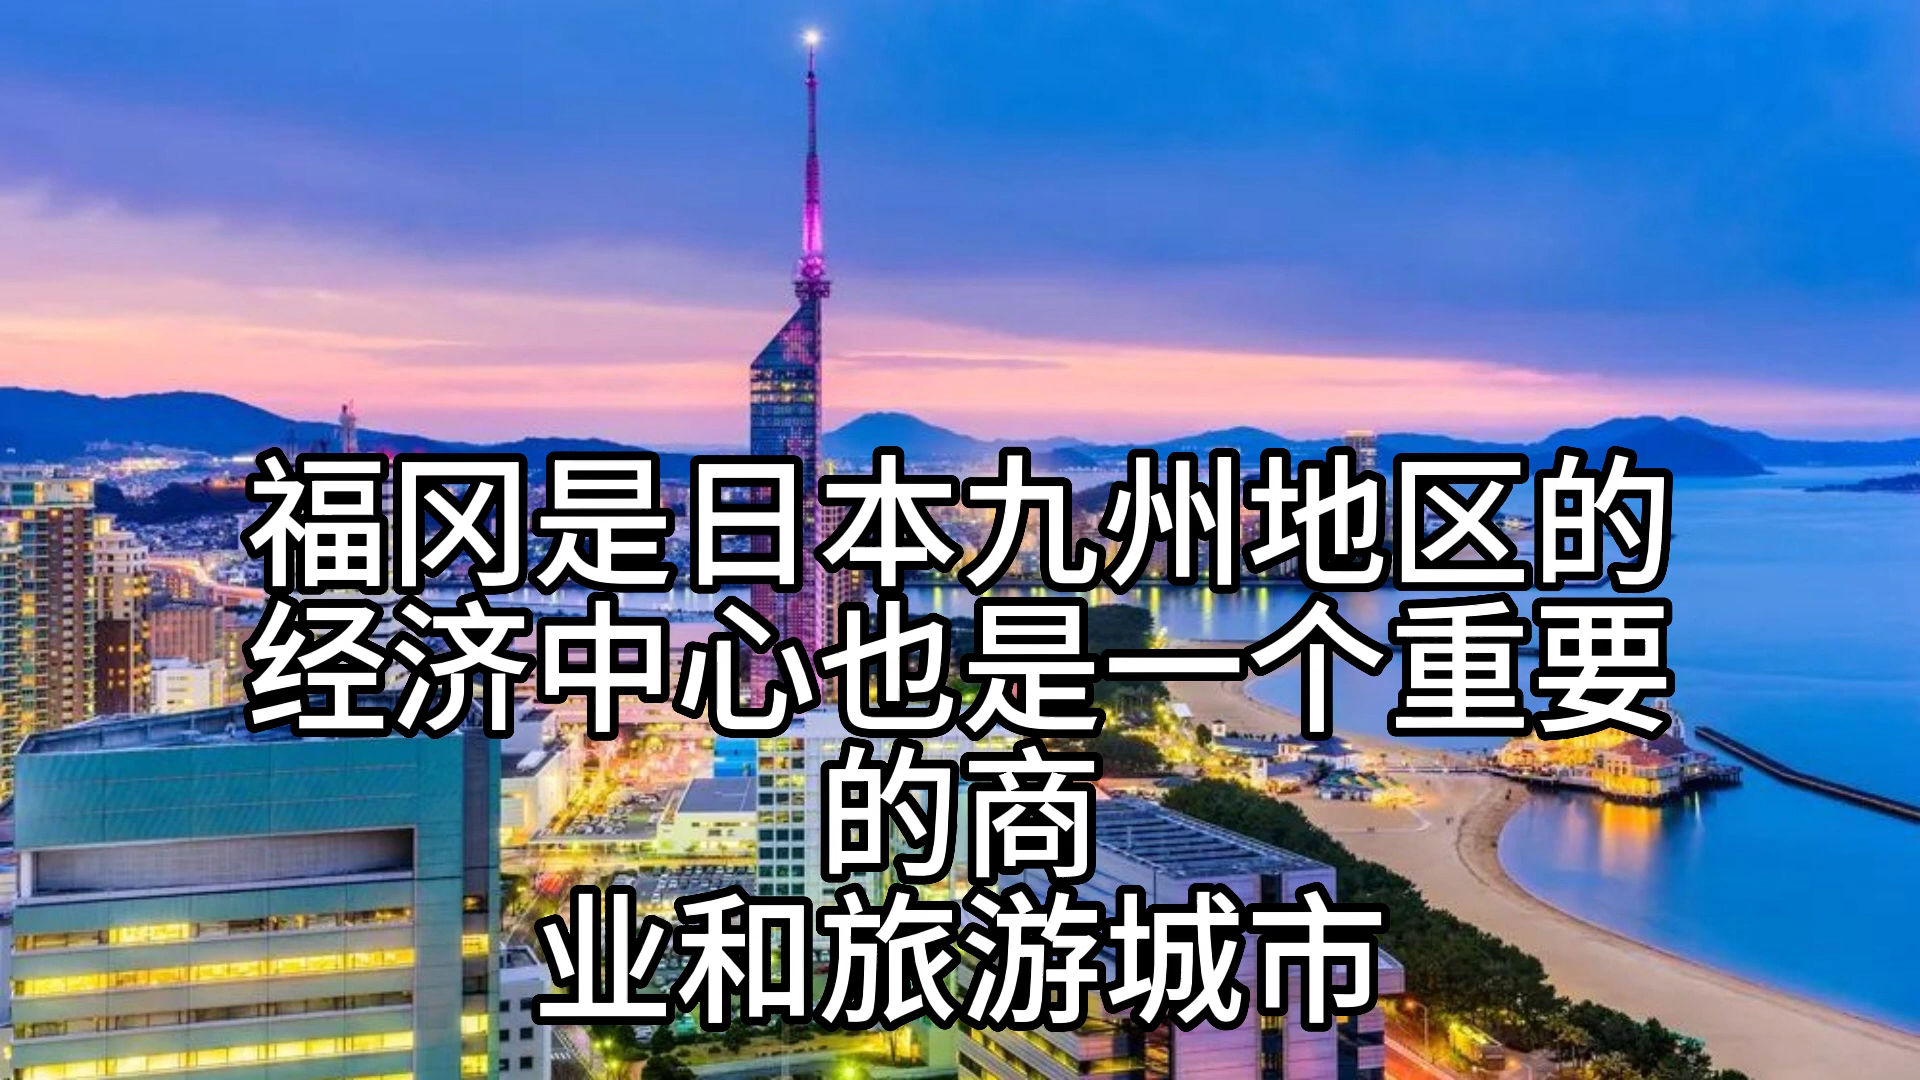 福冈是日本九州地区的
经济中心也是一个重要
的商
业和旅游城市